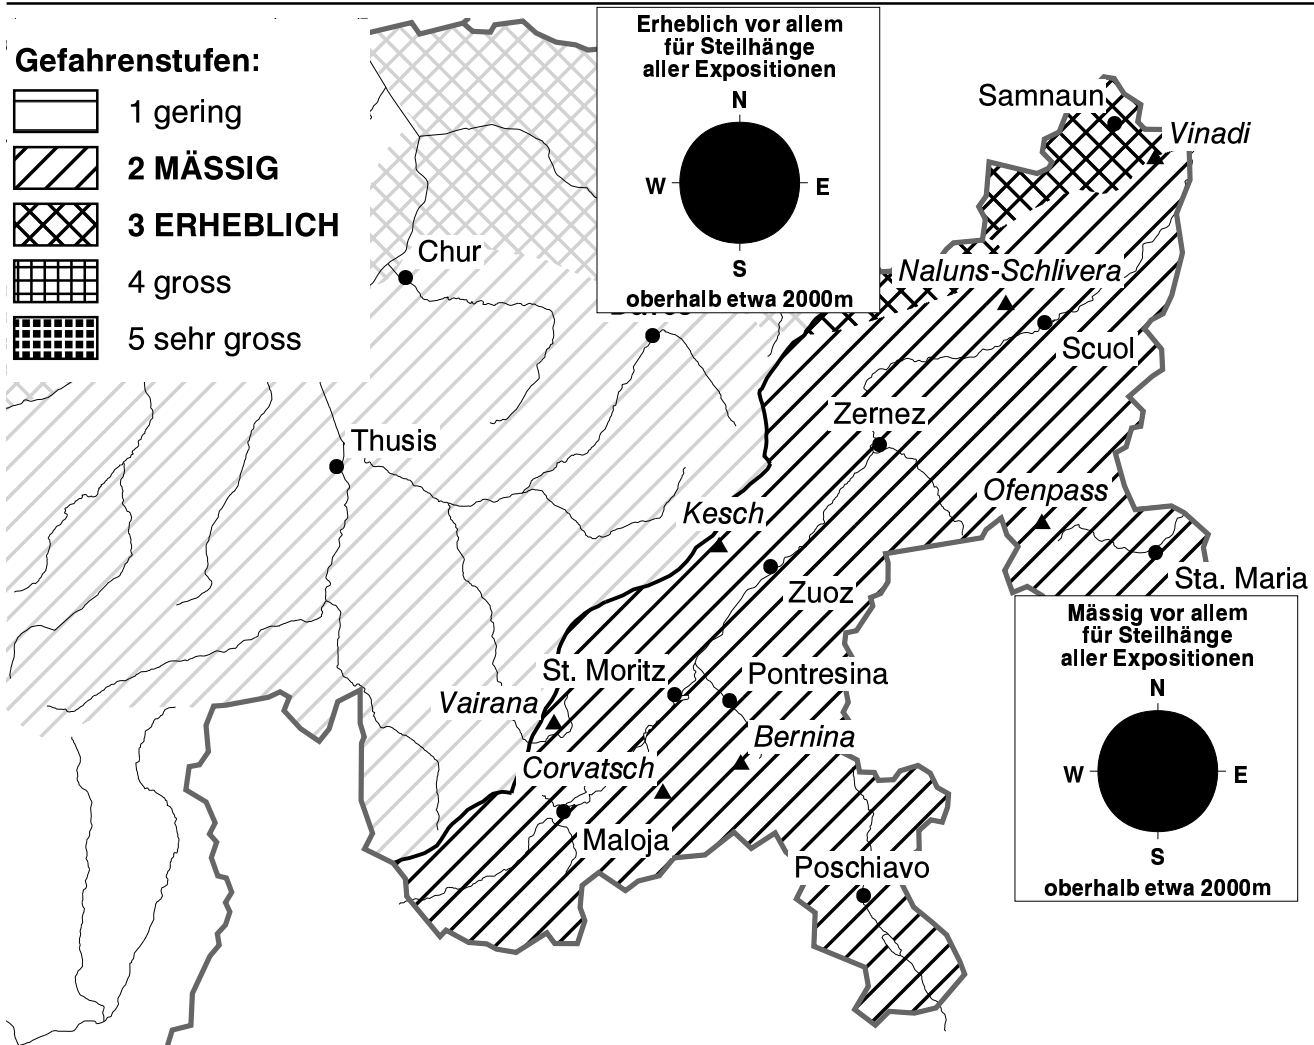 Gefahrenstufen:
1 gering
2 MÄSSIG
3 ERHEBLICH
4 gross
5 sehr gross
Erheblich vor allem
für Steilhänge
aller Expositionen
N
W
E
S
oberhalb etwa 2000m
Samnaun
Vinadi
Chur
Naluns-Schlivera
Scuol
Zernez
Thusis
Ofenpass
Kesch
Sta. Maria
Zuoz
St. Moritz
Pontresina
Vairana
Bernina
Corvatsch
Maloja
Poschiavo
Mässig vor allem
für Steilhänge
aller Expositionen
N
W
E
S
oberhalb etwa 2000m